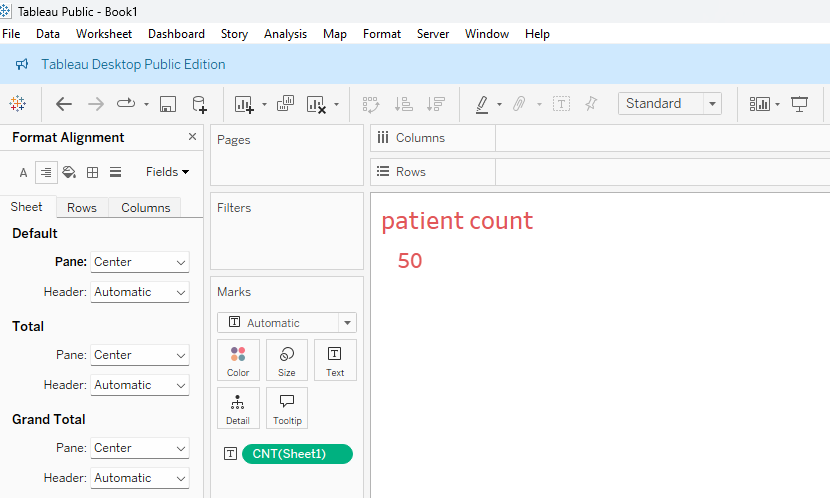 Tableau Public - Book1
File Data Worksheet Dashboard Story Analysis Map Format Server Window Help
Tableau Desktop Public Edition
Standard
Format Alignment
Fields
Sheet Rows Columns
Default
Pane: Center
Header: Automatic
Total
Pane: Center
Header: Automatic
Grand Total
Pane: Center
Header: Automatic
Pages
Filters
Marks
Automatic
Color Size Text
Detail Tooltip
CNT(Sheet1)
Columns
Rows
patient count
50